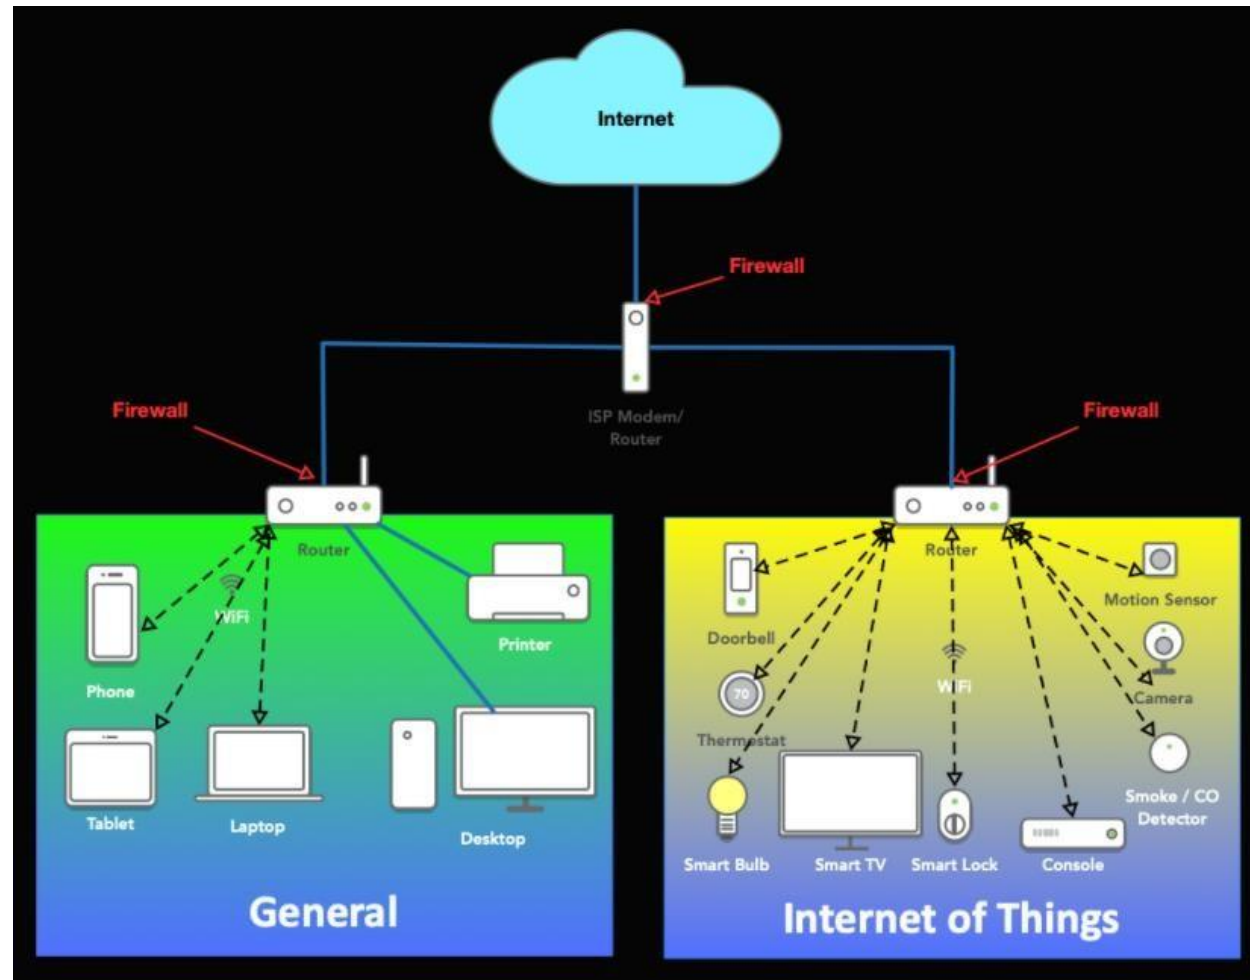 Internet
Firewall
ISP Modem/
Router
Firewall
Firewall
Router
WiFi
Phone
Printer
Tablet
Laptop
Desktop
General
Router
Doorbell
Motion Sensor
WiFi
70
Thermostat
Camera
Smoke / CO
Detector
Smart Bulb
Smart TV
Smart Lock
Console
Internet of Things